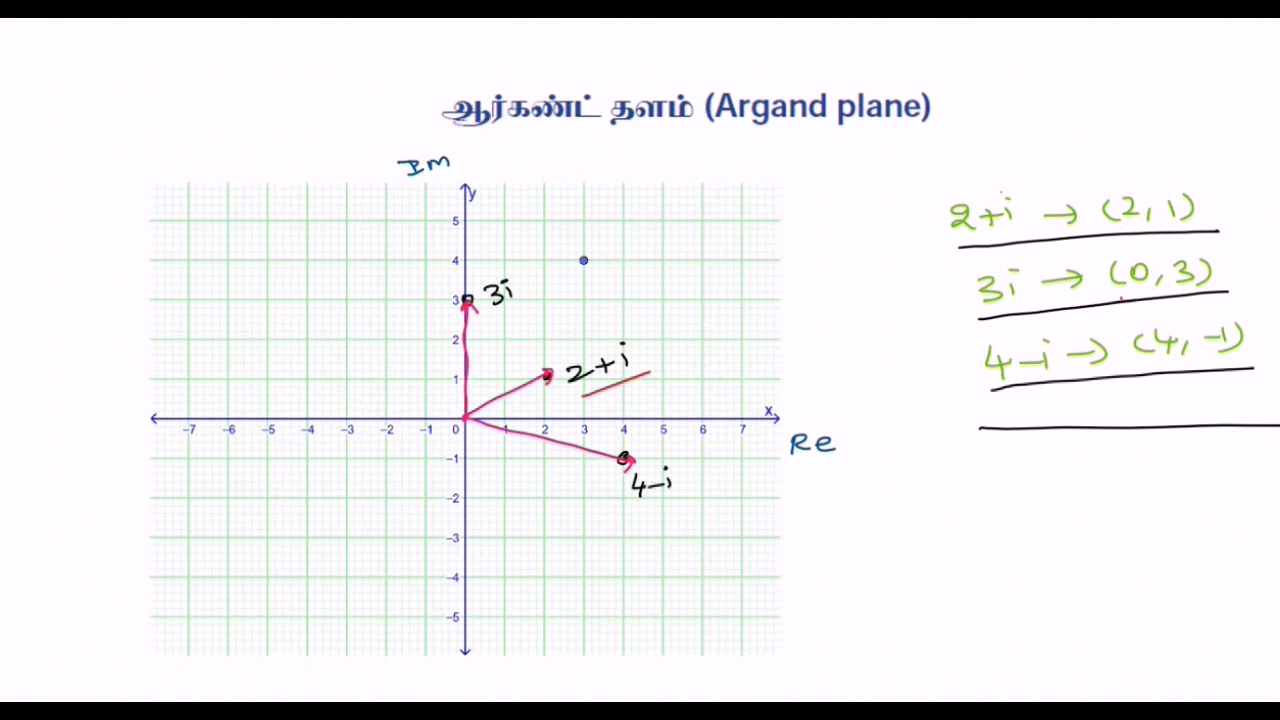 ஆர்கண்ட் தளம் (Argand plane)
Im
y
5
4
3
3i
2
2+i
1
x
-7 -6 -5 -4 -3 -2 -1 0 1 2 3 4 5 6 7
Re
-1
4-i
-2
-3
-4
-5
2+i → (2, 1)
3i → (0, 3)
4-i → (4, -1)